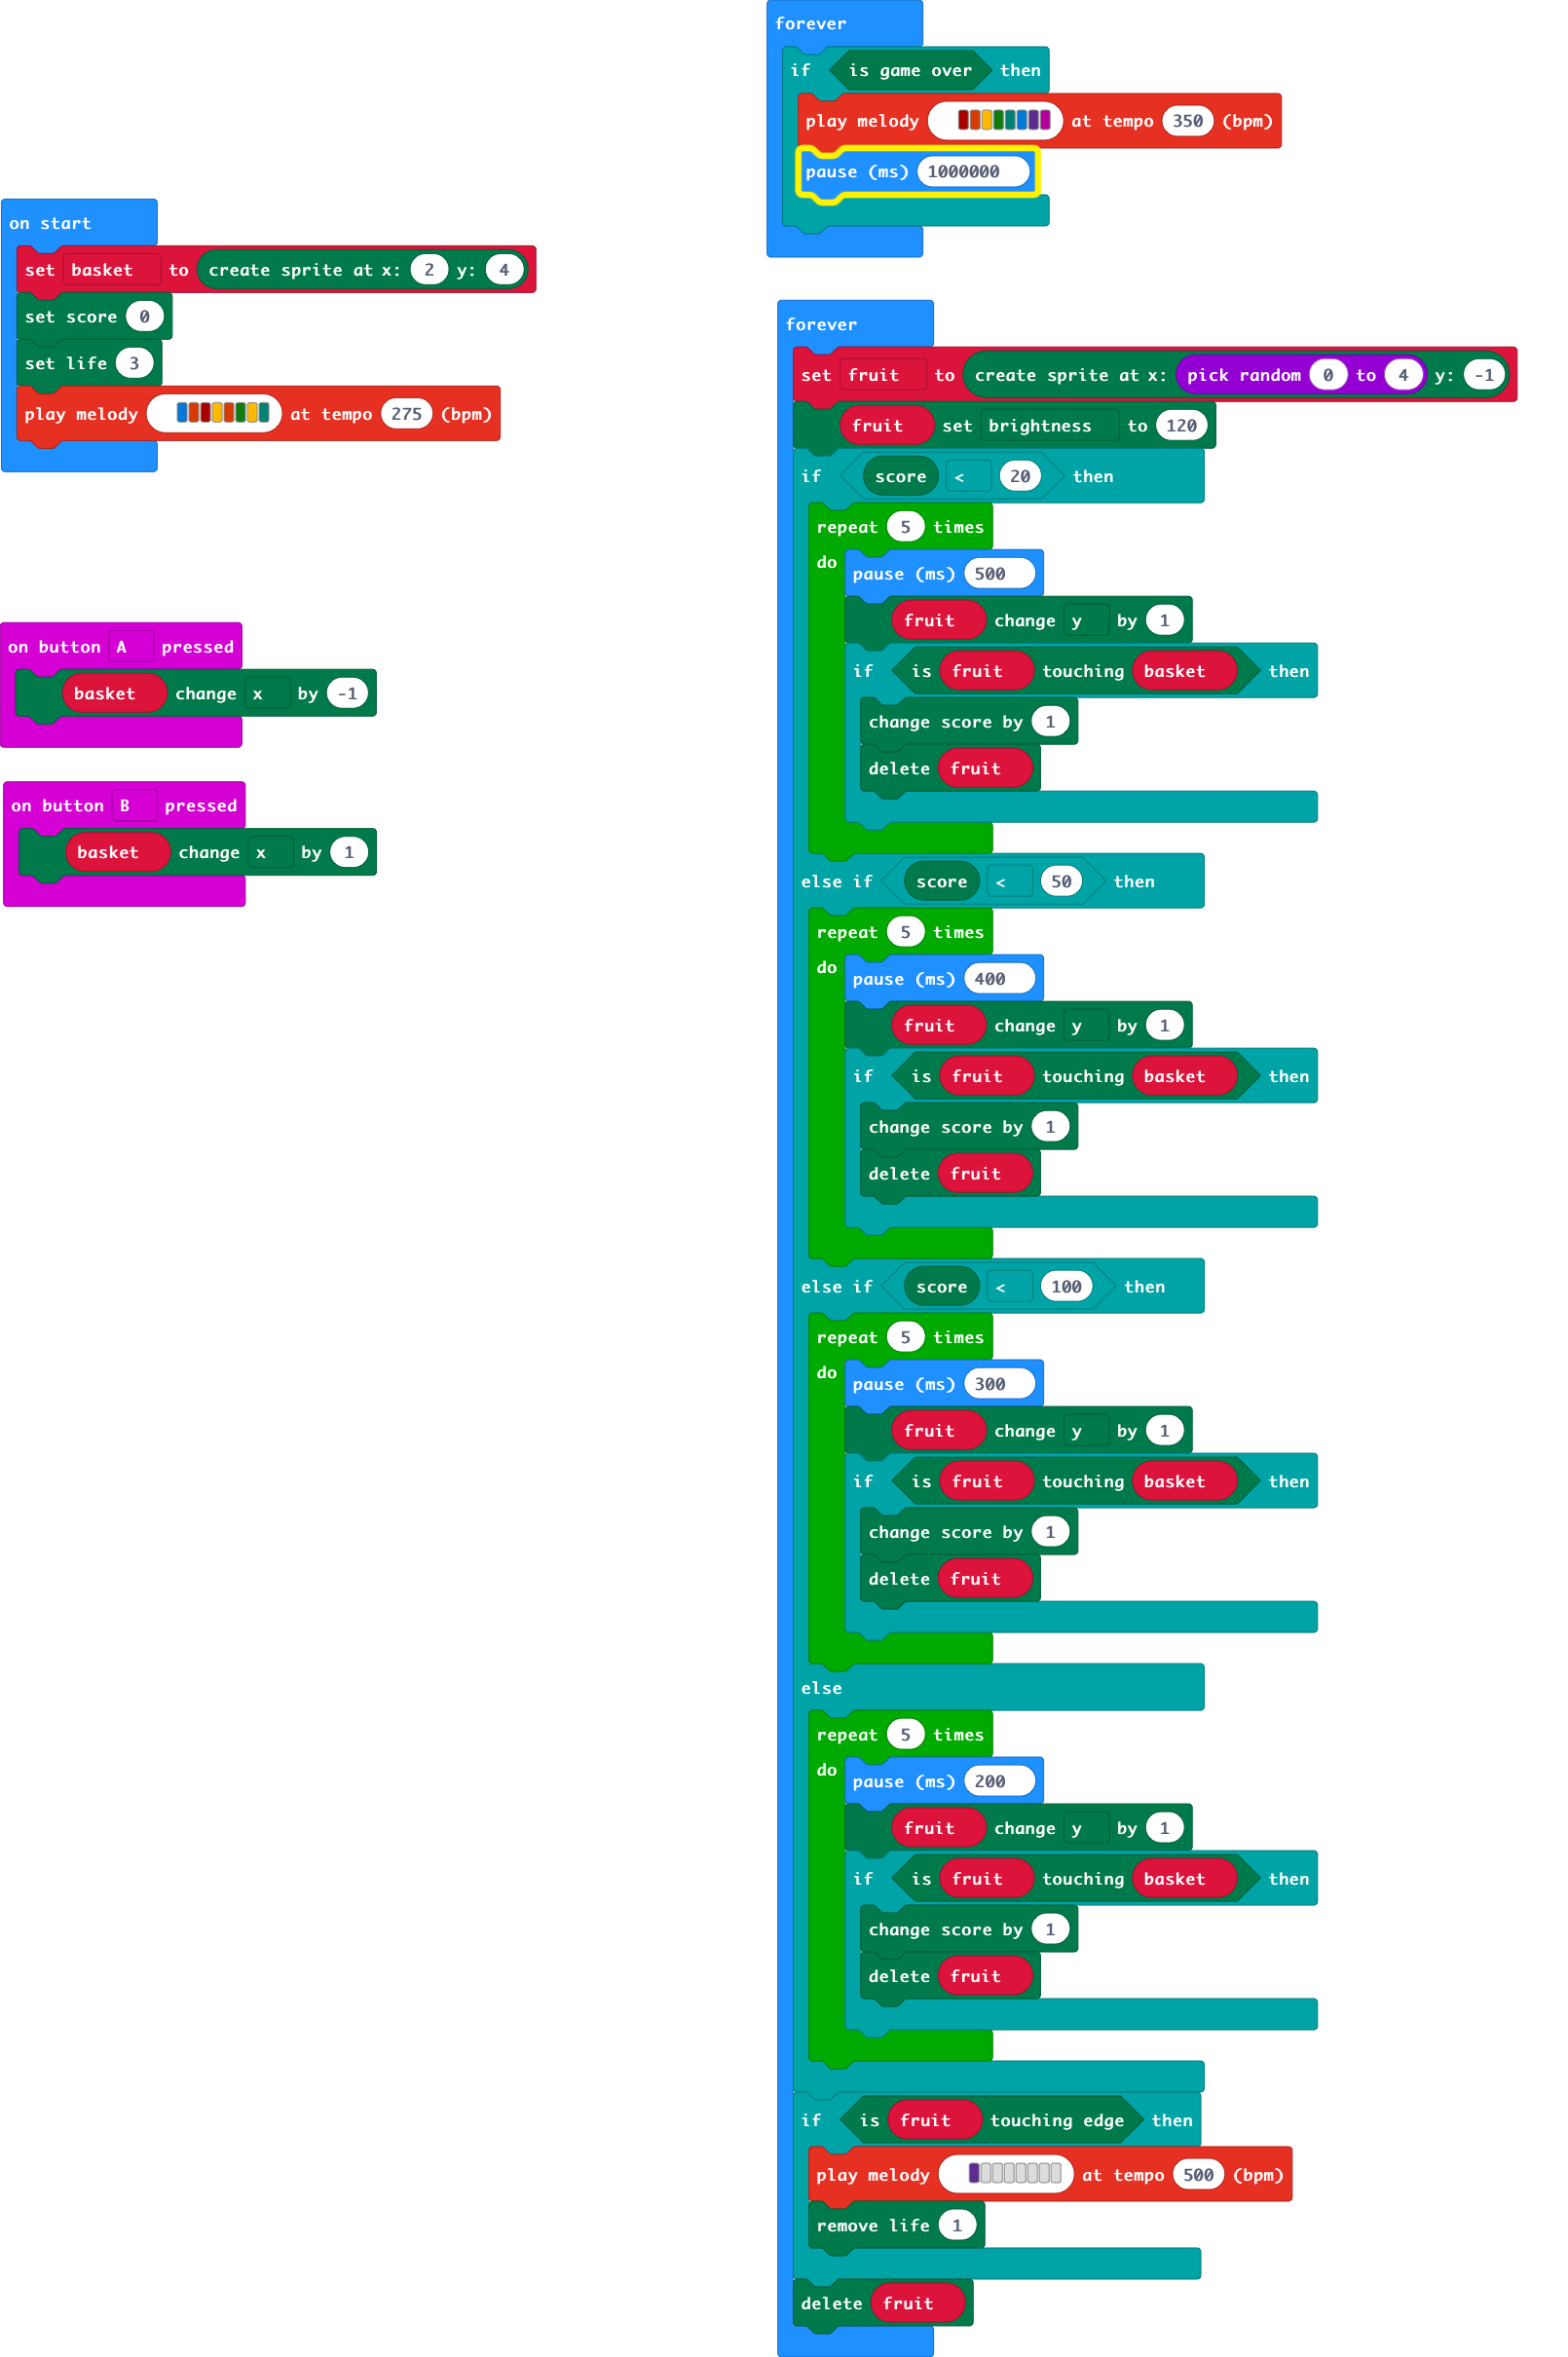 on start
set basket to create sprite at x: 2 y: 4
set score 0
set life 3
play melody at tempo 275 (bpm)
on button A pressed
basket change x by -1
on button B pressed
basket change x by 1
forever
if is game over then
play melody at tempo 350 (bpm)
pause (ms) 1000000
forever
set fruit to create sprite at x: pick random 0 to 4 y: -1
fruit set brightness to 120
if score < 20 then
repeat 5 times
do
pause (ms) 500
fruit change y by 1
if is fruit touching basket then
change score by 1
delete fruit
else if score < 50 then
repeat 5 times
do
pause (ms) 400
fruit change y by 1
if is fruit touching basket then
change score by 1
delete fruit
else if score < 100 then
repeat 5 times
do
pause (ms) 300
fruit change y by 1
if is fruit touching basket then
change score by 1
delete fruit
else
repeat 5 times
do
pause (ms) 200
fruit change y by 1
if is fruit touching basket then
change score by 1
delete fruit
if is fruit touching edge then
play melody at tempo 500 (bpm)
remove life 1
delete fruit